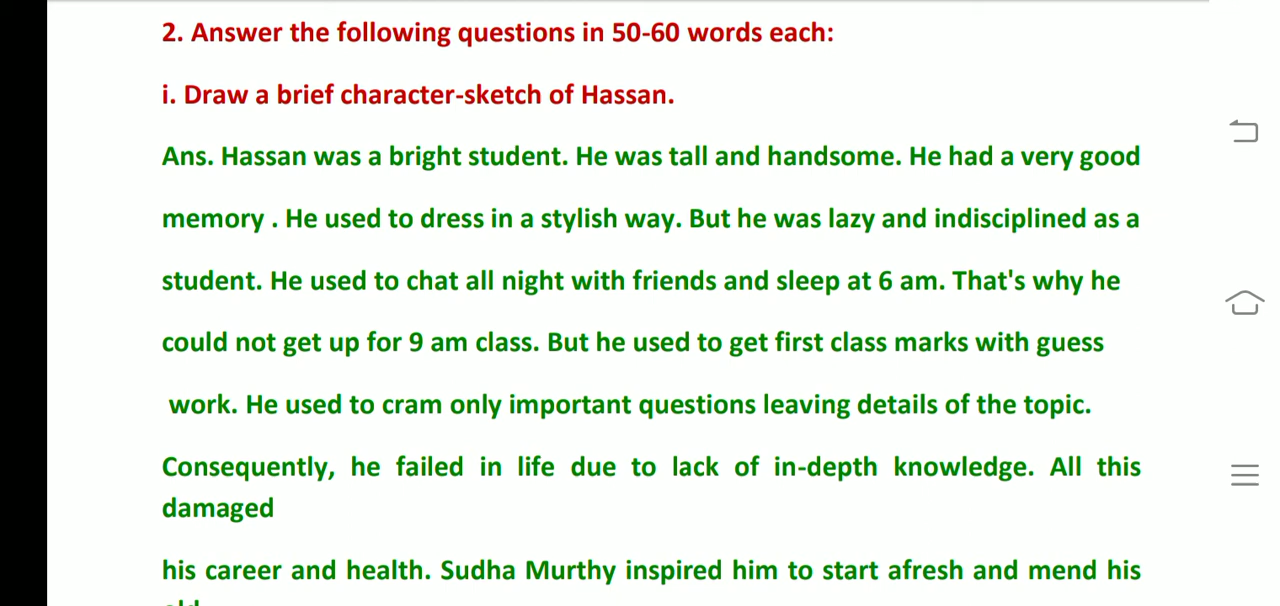 2. Answer the following questions in 50-60 words each:
i. Draw a brief character-sketch of Hassan.
Ans. Hassan was a bright student. He was tall and handsome. He had a very good
memory . He used to dress in a stylish way. But he was lazy and indisciplined as a
student. He used to chat all night with friends and sleep at 6 am. That's why he
could not get up for 9 am class. But he used to get first class marks with guess
work. He used to cram only important questions leaving details of the topic.
Consequently, he failed in life due to lack of in-depth knowledge. All this
damaged
his career and health. Sudha Murthy inspired him to start afresh and mend his